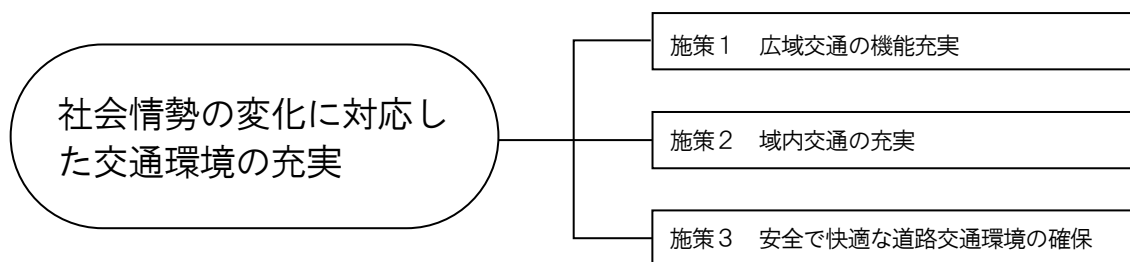 社会情勢の変化に対応し
た交通環境の充実
施策１　広域交通の機能充実
施策２　域内交通の充実
施策３　安全で快適な道路交通環境の確保